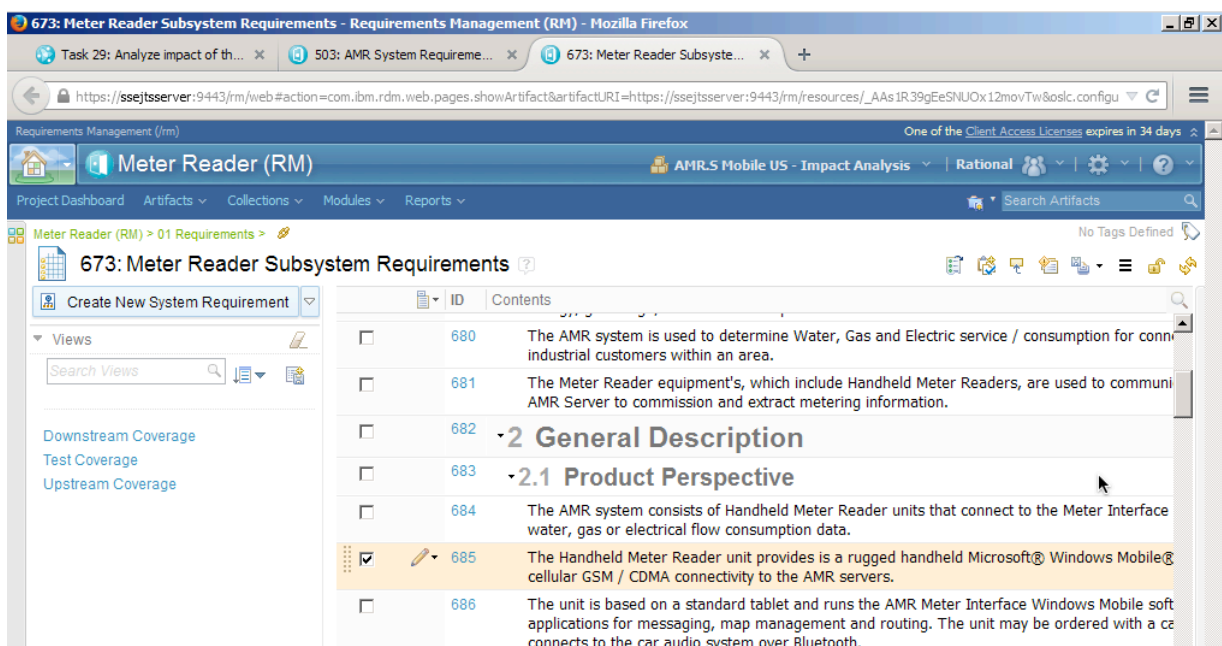 673: Meter Reader Subsystem Requirements - Requirements Management (RM) - Mozilla Firefox
Task 29: Analyze impact of th... × 503: AMR System Requireme... × 673: Meter Reader Subsyste... × +
https://ssejtsserver:9443/rm/web#action=com.ibm.rdm.web.pages.showArtifact&artifactURI=https://ssejtsserver:9443/rm/resources/_AAs1R39gEeSNUOx12movTw&oslc.configu
Requirements Management (/rm) One of the Client Access Licenses expires in 34 days
Meter Reader (RM) AMR.S Mobile US - Impact Analysis | Rational | | ?
Project Dashboard Artifacts Collections Modules Reports Search Artifacts
Meter Reader (RM) > 01 Requirements > No Tags Defined
673: Meter Reader Subsystem Requirements ?
Create New System Requirement ID Contents
Views
Search Views
Downstream Coverage
Test Coverage
Upstream Coverage
680 The AMR system is used to determine Water, Gas and Electric service / consumption for conn
industrial customers within an area.
681 The Meter Reader equipment's, which include Handheld Meter Readers, are used to communi
AMR Server to commission and extract metering information.
682 2 General Description
683 2.1 Product Perspective
684 The AMR system consists of Handheld Meter Reader units that connect to the Meter Interface
water, gas or electrical flow consumption data.
685 The Handheld Meter Reader unit provides is a rugged handheld Microsoft® Windows Mobile®
cellular GSM / CDMA connectivity to the AMR servers.
686 The unit is based on a standard tablet and runs the AMR Meter Interface Windows Mobile soft
applications for messaging, map management and routing. The unit may be ordered with a ca
connects to the car audio system over Bluetooth.